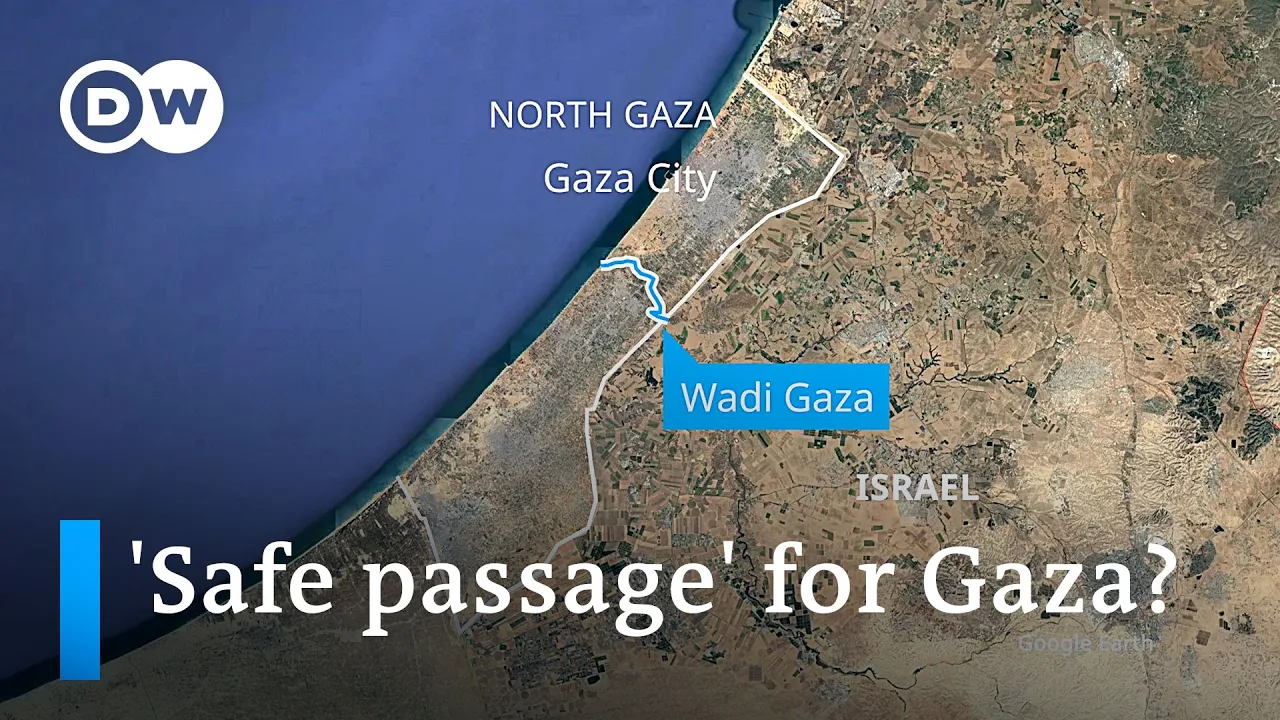 DW
NORTH GAZA
Gaza City
Wadi Gaza
ISRAEL
'Safe passage' for Gaza?
Google Earth